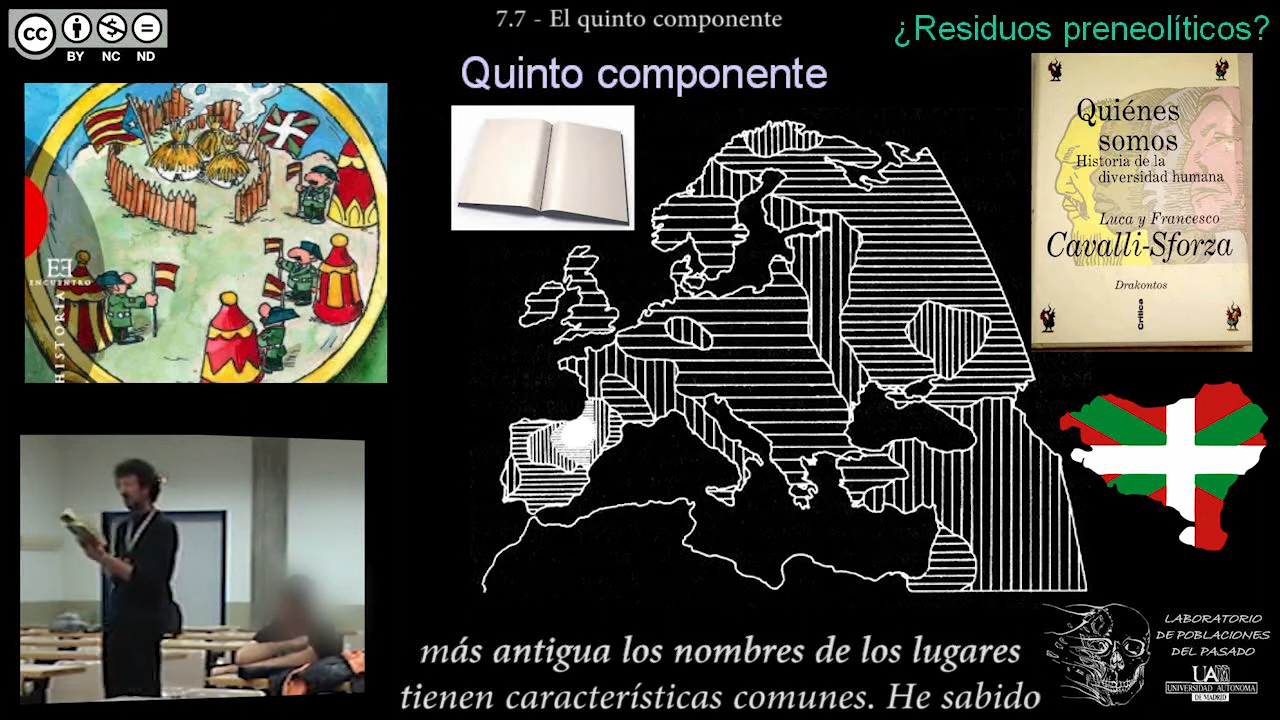 7.7 - El quinto componente
¿Residuos preneolíticos?
Quinto componente
cc
BY NC ND
Quiénes
somos
Historia de la
diversidad humana
Luca y Francesco
Cavalli-Sforza
Drakontos
Crítica
ENCUENTRO
HISTORIA
más antigua los nombres de los lugares
tienen características comunes. He sabido
LABORATORIO
DE POBLACIONES
DEL PASADO
UAM
UNIVERSIDAD AUTONOMA
DE MADRID